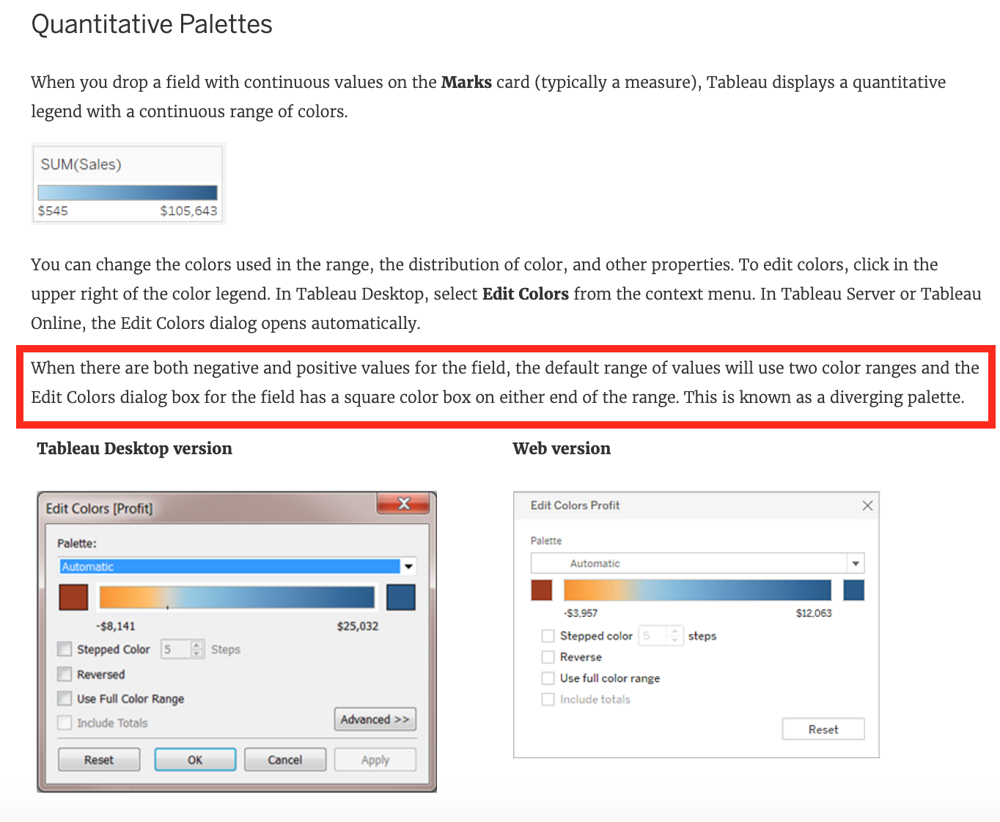 Quantitative Palettes
When you drop a field with continuous values on the Marks card (typically a measure), Tableau displays a quantitative
legend with a continuous range of colors.
SUM(Sales)
$545 $105,643
You can change the colors used in the range, the distribution of color, and other properties. To edit colors, click in the
upper right of the color legend. In Tableau Desktop, select Edit Colors from the context menu. In Tableau Server or Tableau
Online, the Edit Colors dialog opens automatically.
When there are both negative and positive values for the field, the default range of values will use two color ranges and the
Edit Colors dialog box for the field has a square color box on either end of the range. This is known as a diverging palette.
Tableau Desktop version
Edit Colors [Profit]
Palette:
Automatic
-$8,141 $25,032
Stepped Color 5 Steps
Reversed
Use Full Color Range
Include Totals
Advanced >>
Reset OK Cancel Apply
Web version
Edit Colors Profit
Palette
Automatic
-$3,957 $12,063
Stepped color 5 steps
Reverse
Use full color range
Include totals
Reset